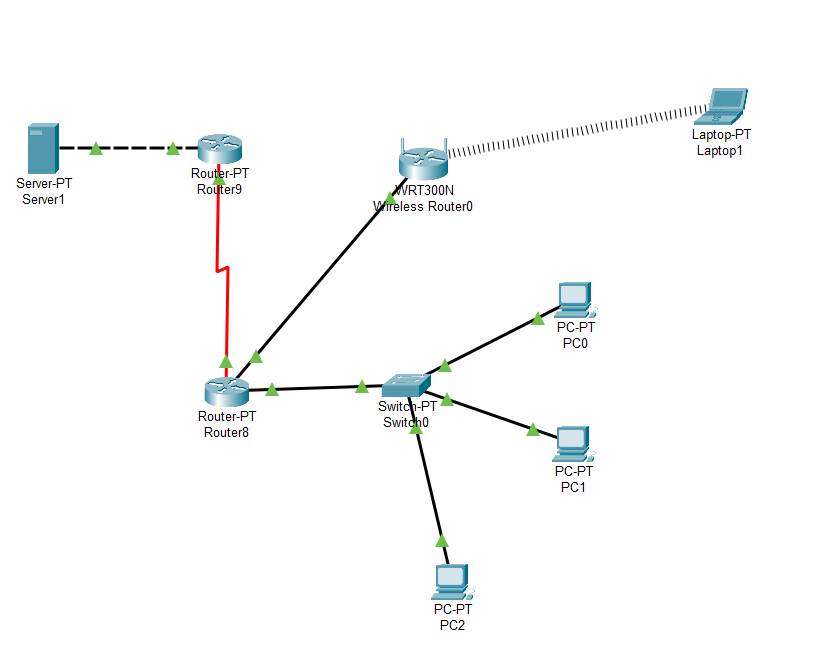 Laptop-PT
Laptop1
Server-PT
Server1
Router-PT
Router9
WRT300N
Wireless Router0
PC-PT
PC0
Router-PT
Router8
Switch-PT
Switch0
PC-PT
PC1
PC-PT
PC2